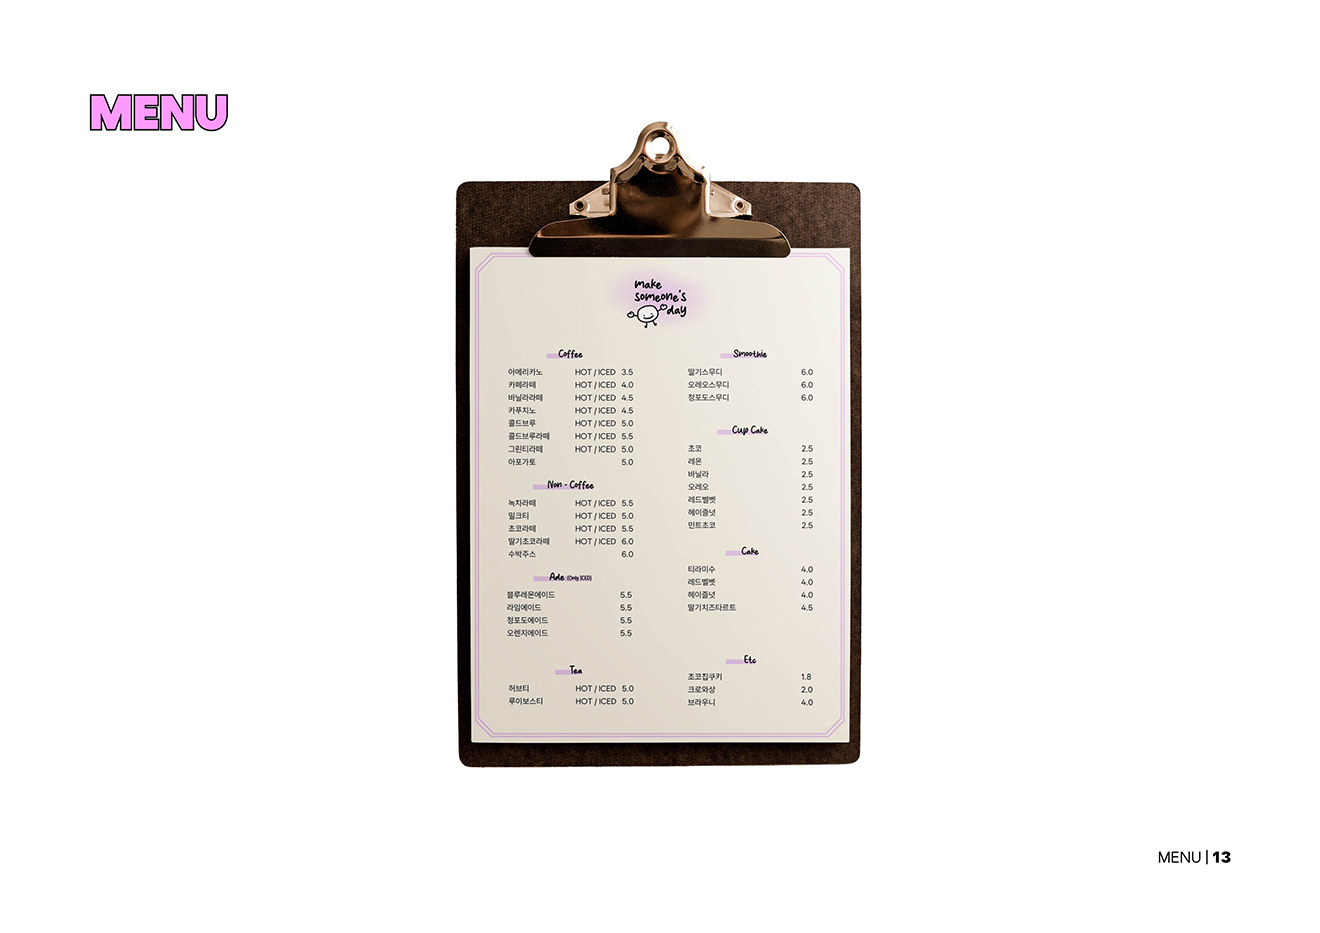 MENU
make
someone's
day
Coffee
아메리카노 HOT / ICED 3.5
카페라떼 HOT / ICED 4.0
바닐라라떼 HOT / ICED 4.5
카푸치노 HOT / ICED 4.5
콜드브루 HOT / ICED 5.0
콜드브루라떼 HOT / ICED 5.5
그린티라떼 HOT / ICED 5.0
아포가토 5.0
Non - Coffee
녹차라떼 HOT / ICED 5.5
밀크티 HOT / ICED 5.0
초코라떼 HOT / ICED 5.5
딸기초코라떼 HOT / ICED 6.0
수박주스 6.0
Ade (Only ICED)
블루레몬에이드 5.5
라임에이드 5.5
청포도에이드 5.5
오렌지에이드 5.5
Tea
허브티 HOT / ICED 5.0
루이보스티 HOT / ICED 5.0
Smoothie
딸기스무디 6.0
오레오스무디 6.0
청포도스무디 6.0
Cup Cake
초코 2.5
레몬 2.5
바닐라 2.5
오레오 2.5
레드벨벳 2.5
헤이즐넛 2.5
민트초코 2.5
Cake
티라미수 4.0
레드벨벳 4.0
헤이즐넛 4.0
딸기치즈타르트 4.5
Etc
초코칩쿠키 1.8
크로와상 2.0
브라우니 4.0
MENU | 13